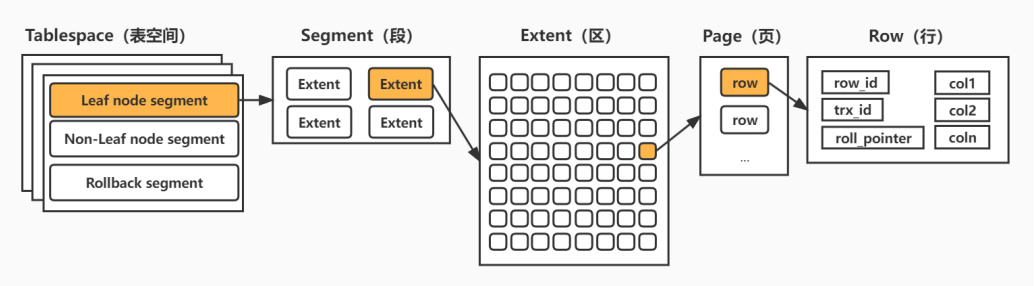 Tablespace（表空间）
Segment（段）
Extent（区）
Page（页）
Row（行）
Leaf node segment
Non-Leaf node segment
Rollback segment
Extent
Extent
Extent
Extent
row
row
...
row_id
col1
trx_id
col2
roll_pointer
coln